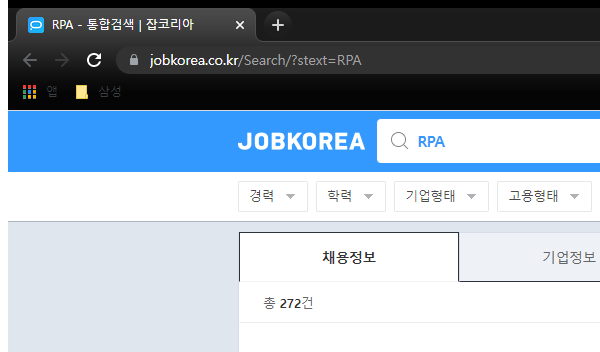 RPA - 통합검색 | 잡코리아
jobkorea.co.kr/Search/?stext=RPA
앱 삼성
JOBKOREA RPA
경력 학력 기업형태 고용형태
채용정보 기업정보
총 272건